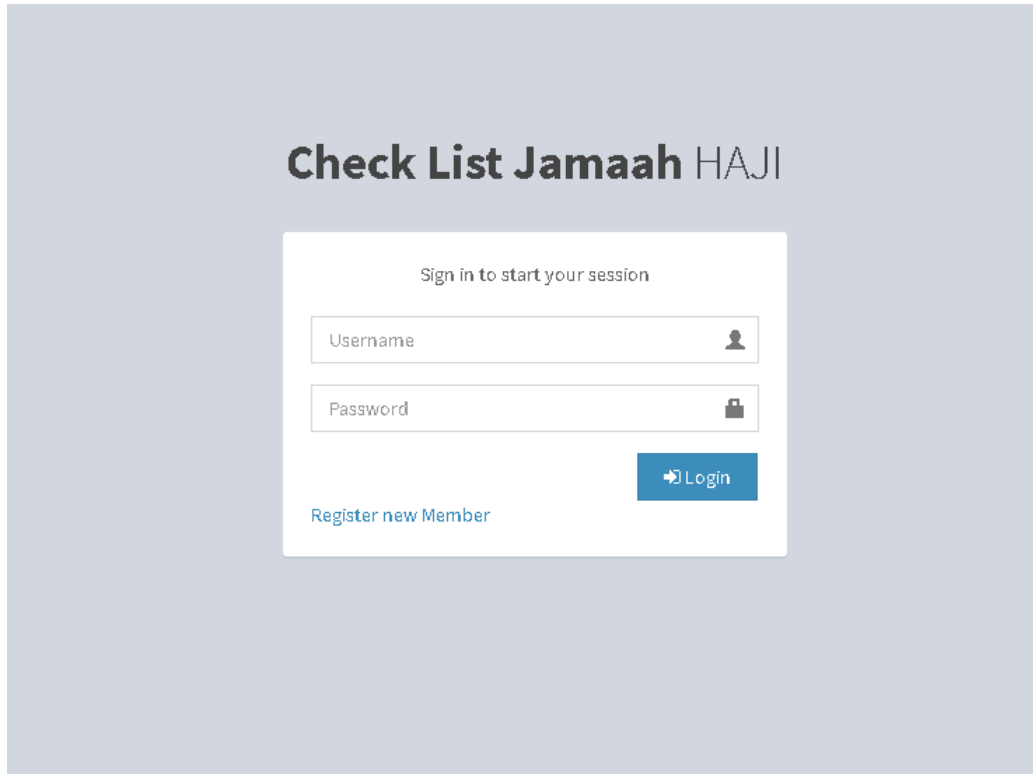 Check List Jamaah HAJI
Sign in to start your session
Username
Password
Login
Register new Member